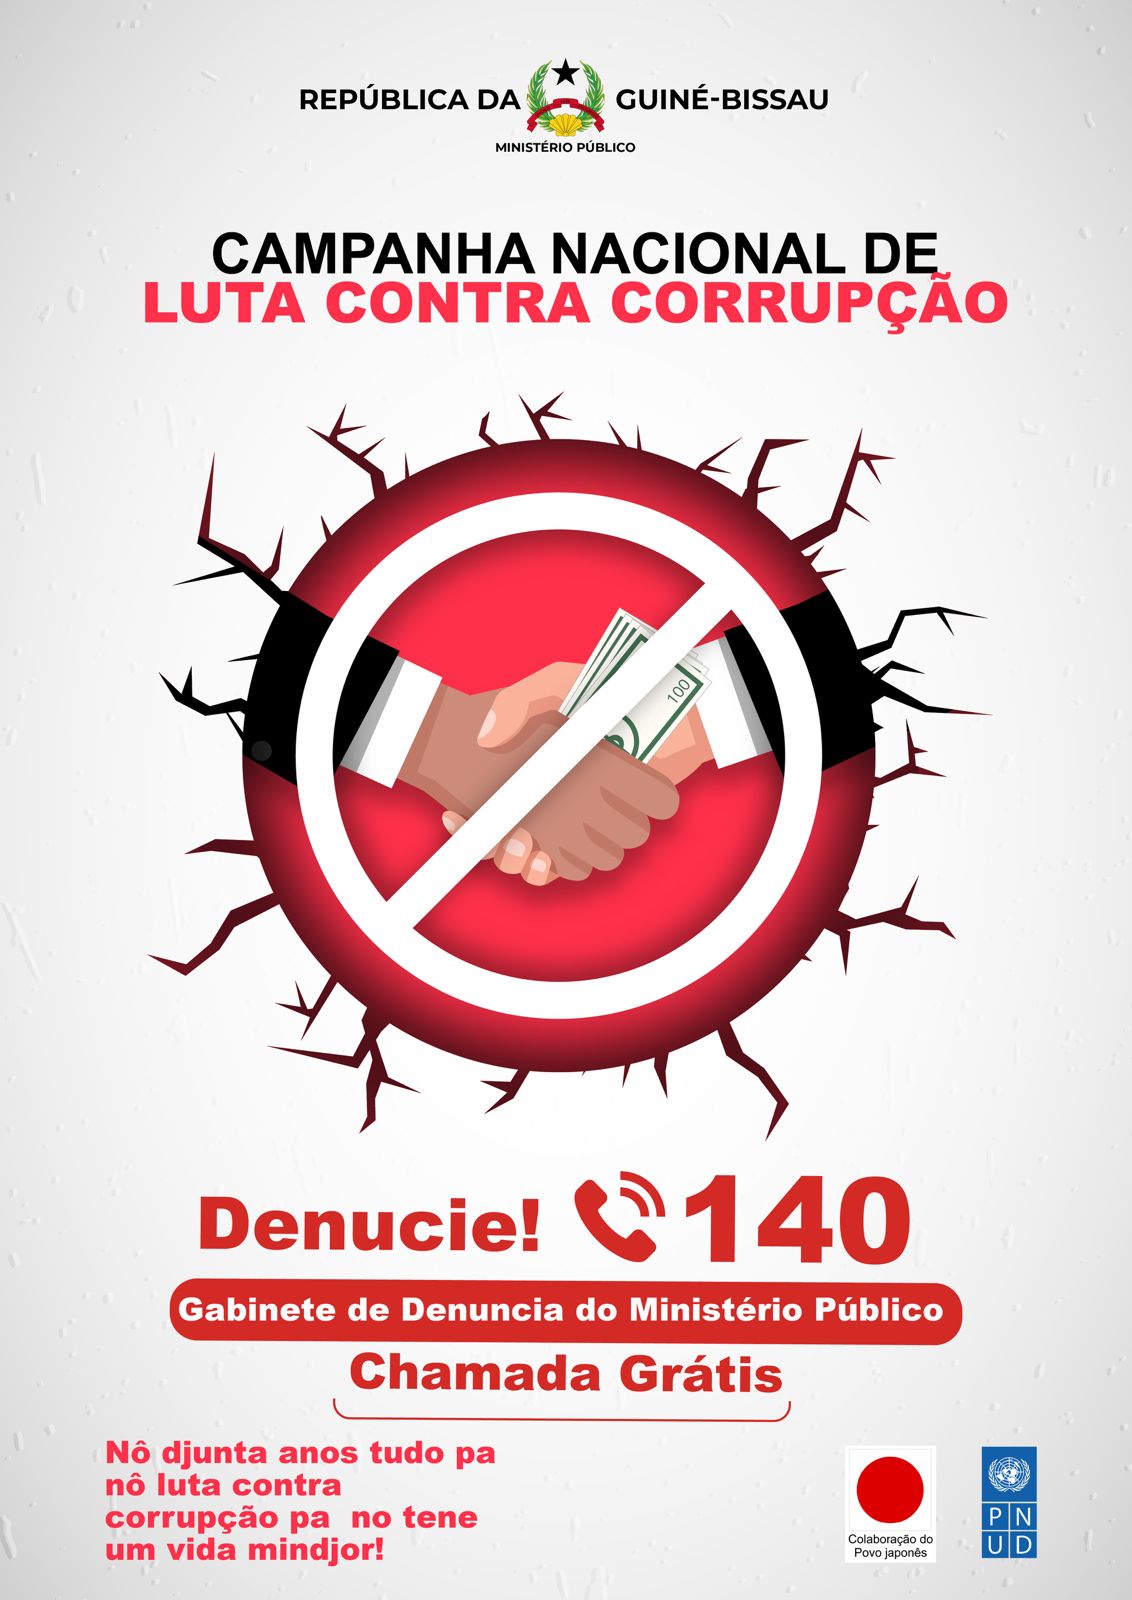 REPÚBLICA DA GUINÉ-BISSAU
MINISTÉRIO PÚBLICO
CAMPANHA NACIONAL DE
LUTA CONTRA CORRUPÇÃO
100
$
Denucie! 140
Gabinete de Denuncia do Ministério Público
Chamada Grátis
Nô djunta anos tudo pa
nô luta contra
corrupção pa no tene
um vida mindjor!
Colaboração do
Povo japonês
P N
U D